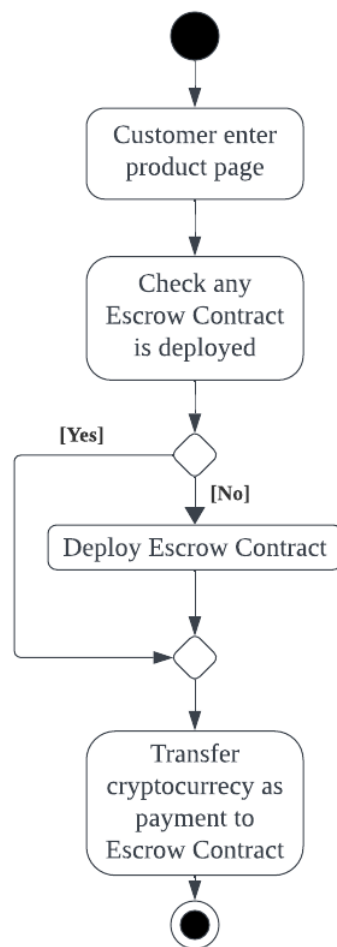 Customer enter
product page
Check any
Escrow Contract
is deployed
[Yes]
[No]
Deploy Escrow Contract
Transfer
cryptocurrecy as
payment to
Escrow Contract